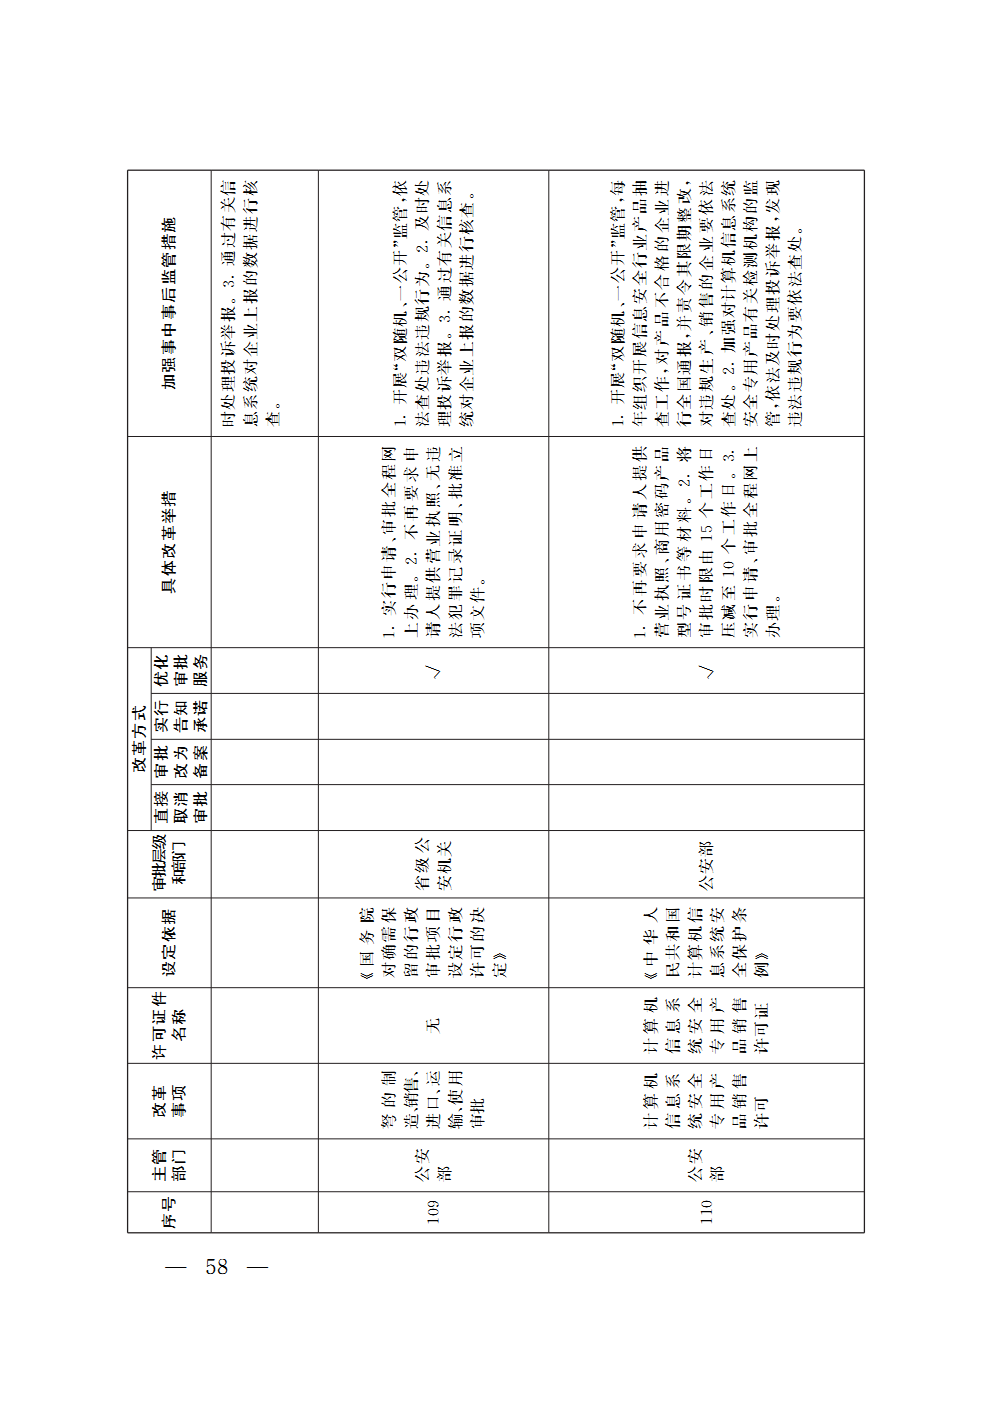 序号
主管
部门
改革
事项
许可证件
名称
设定依据
审批层级
和部门
改革方式
直接
取消
审批
审批
改为
备案
实行
告知
承诺
优化
审批
服务
具体改革举措
加强事中事后监管措施
时处理投诉举报。3. 通过有关信
息系统对企业上报的数据进行核
查。
109
公安
部
弩的制
造、销售、
进口、运
输、使用
审批
无
《国务院
对确需保
留的行政
审批项目
设定行政
许可的决
定》
省级公
安机关
√
1. 实行申请、审批全程网
上办理。2. 不再要求申
请人提供营业执照、无违
法犯罪记录证明、批准立
项文件。
1. 开展“双随机、一公开”监管,依
法查处违法违规行为。2. 及时处
理投诉举报。3. 通过有关信息系
统对企业上报的数据进行核查。
110
公安
部
计算机
信息系
统安全
专用产
品销售
许可
计算机
信息系
统安全
专用产
品销售
许可证
《中华人
民共和国
计算机信
息系统安
全保护条
例》
公安部
√
1. 不再要求申请人提供
营业执照、商用密码产品
型号证书等材料。2. 将
审批时限由 15 个工作日
压减至 10 个工作日。3.
实行申请、审批全程网上
办理。
1. 开展“双随机、一公开”监管,每
年组织开展信息安全行业产品抽
查工作,对产品不合格的企业进
行全国通报,并责令其限期整改,
对违规生产、销售的企业要依法
查处。2. 加强对计算机信息系统
安全专用产品有关检测机构的监
管,依法及时处理投诉举报,发现
违法违规行为要依法查处。
— 58 —